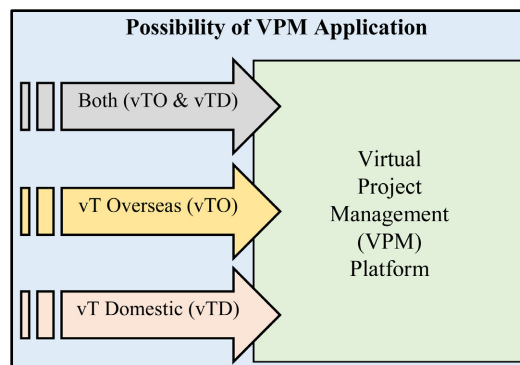 Possibility of VPM Application
Both (vTO & vTD)
vT Overseas (vTO)
vT Domestic (vTD)
Virtual
Project
Management
(VPM)
Platform